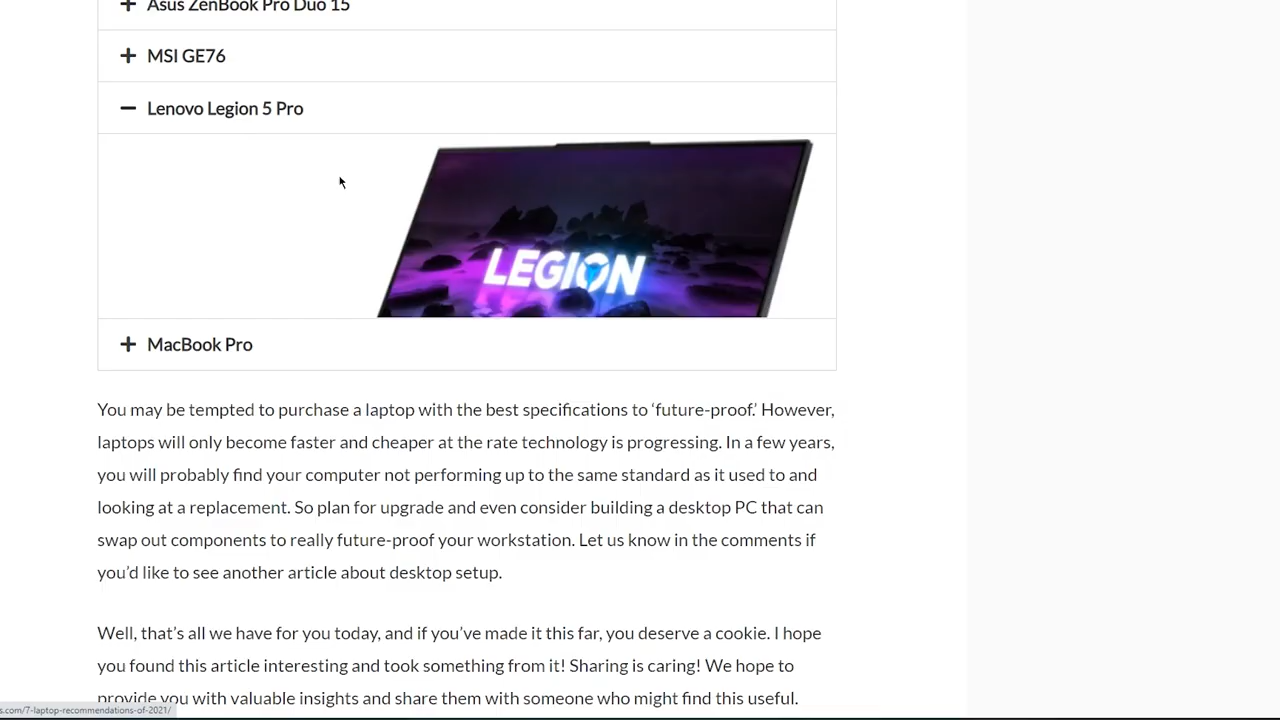 Asus ZenBook Pro Duo 15
MSI GE76
Lenovo Legion 5 Pro
LEGION
MacBook Pro
You may be tempted to purchase a laptop with the best specifications to ‘future-proof.’ However,
laptops will only become faster and cheaper at the rate technology is progressing. In a few years,
you will probably find your computer not performing up to the same standard as it used to and
looking at a replacement. So plan for upgrade and even consider building a desktop PC that can
swap out components to really future-proof your workstation. Let us know in the comments if
you’d like to see another article about desktop setup.
Well, that’s all we have for you today, and if you’ve made it this far, you deserve a cookie. I hope
you found this article interesting and took something from it! Sharing is caring! We hope to
provide you with valuable insights and share them with someone who might find this useful.
s.com/7-laptop-recommendations-of-2021/